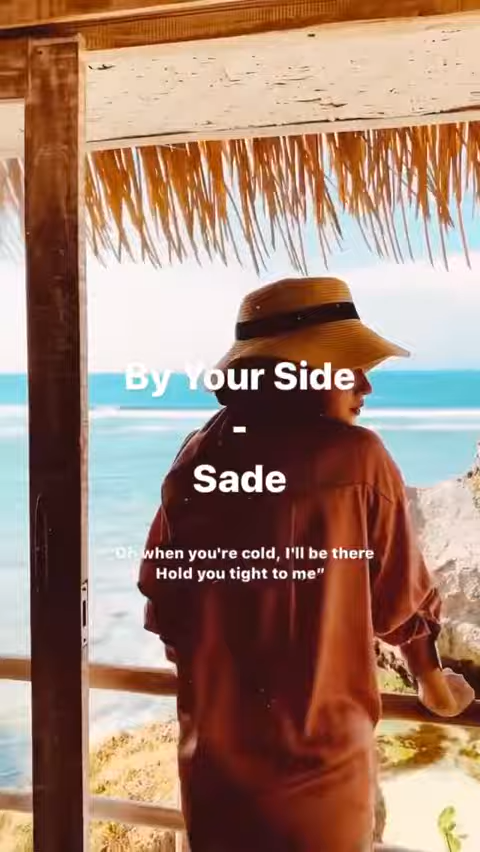 By Your Side
-
Sade
"Oh when you're cold, I'll be there
Hold you tight to me”